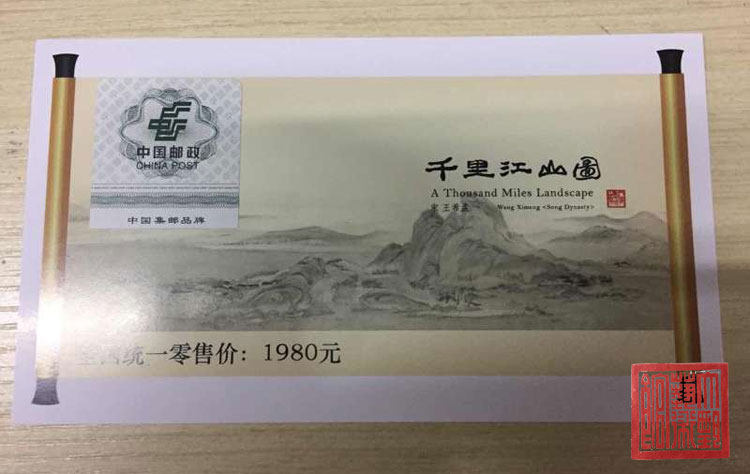 中国邮政
CHINA POST
中国集邮品牌
千里江山图
A Thousand Miles Landscape
宋 王希孟 Wang Ximeng <Song Dynasty>
全国统一零售价：1980元